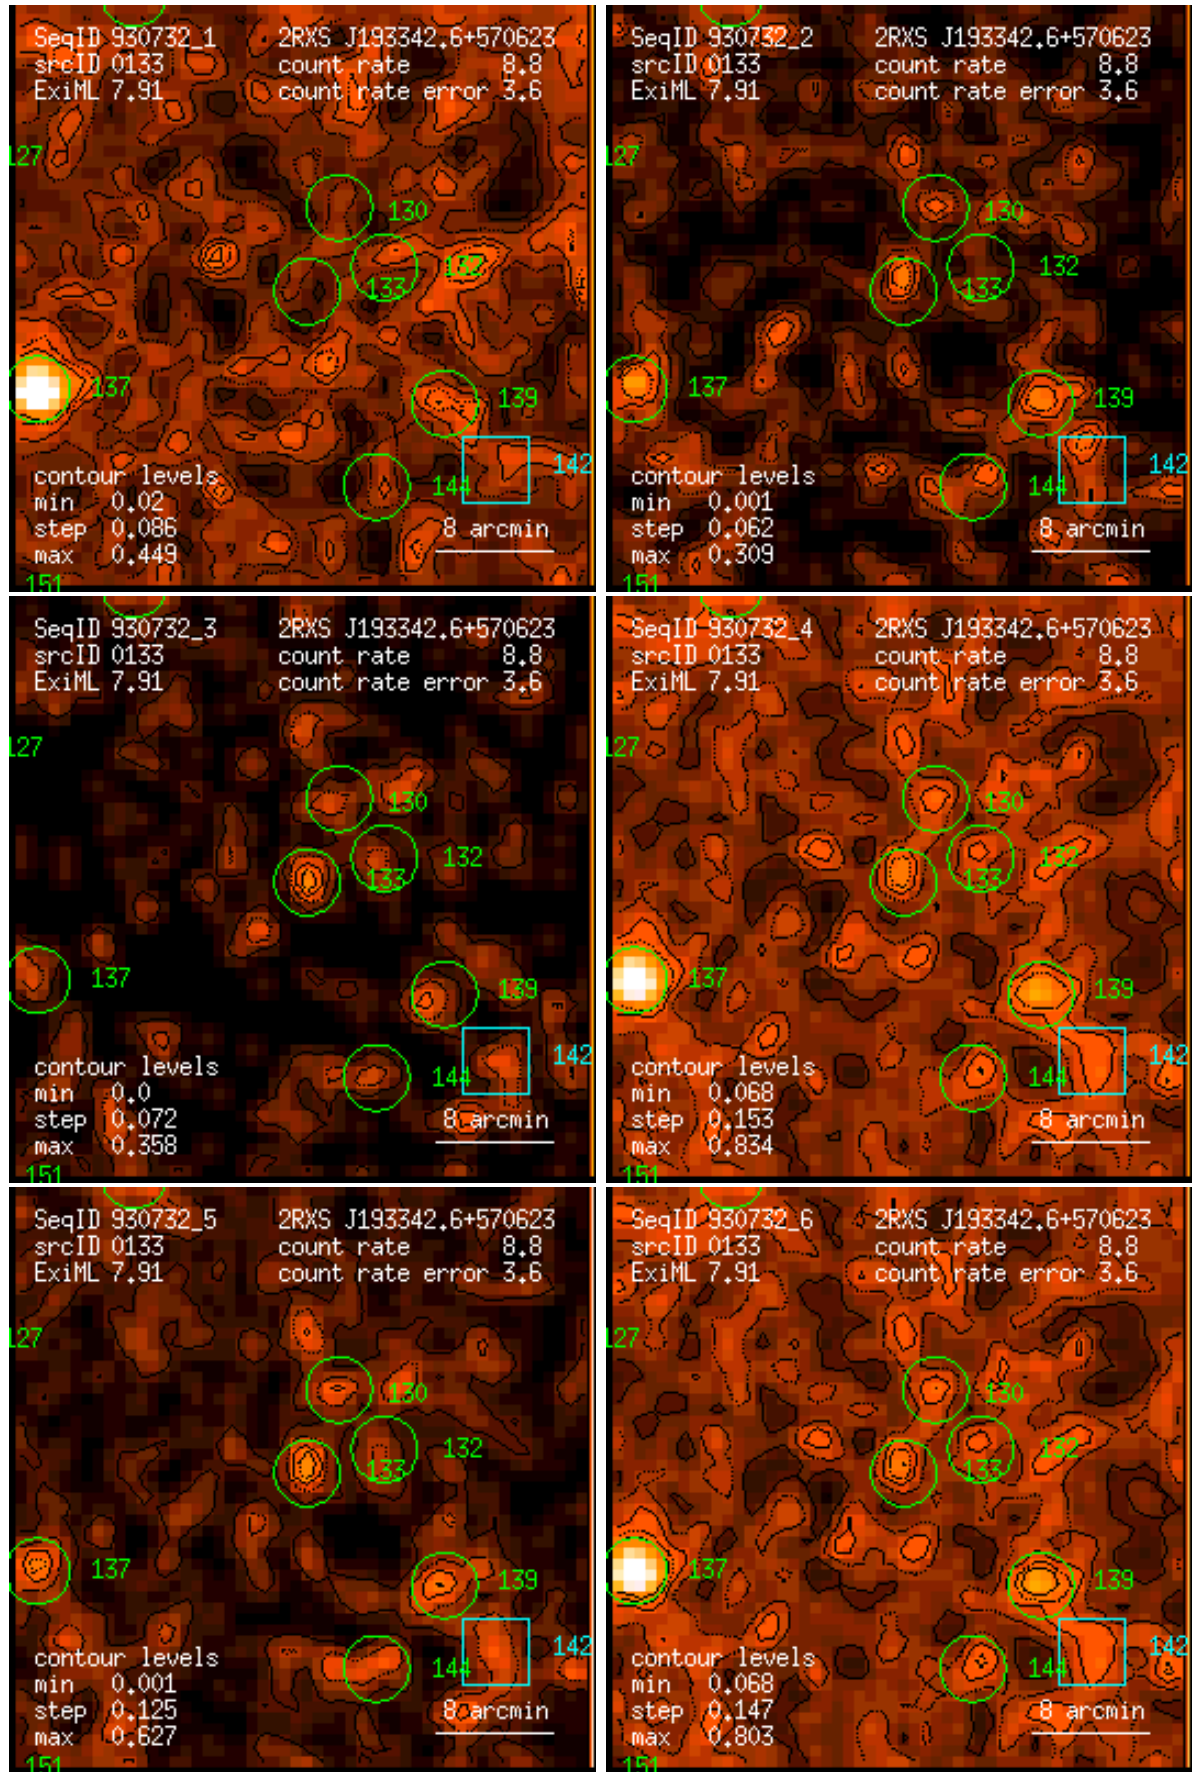 SeqID 930732_1 2RXS J193342.6+570623
srcID 0133 count rate 8.8
ExiML 7.91 count rate error 3.6
127
130
132
133
137
139
142
contour levels
144
min 0.02
step 0.086 8 arcmin
max 0.449
151
SeqID 930732_2 2RXS J193342.6+570623
srcID 0133 count rate 8.8
ExiML 7.91 count rate error 3.6
127
130
132
133
137
139
142
contour levels
144
min 0.001
step 0.062 8 arcmin
max 0.309
151
SeqID 930732_3 2RXS J193342.6+570623
srcID 0133 count rate 8.8
ExiML 7.91 count rate error 3.6
127
130
132
133
137
139
142
contour levels
144
min 0.0
step 0.072 8 arcmin
max 0.358
151
SeqID 930732_4 2RXS J193342.6+570623
srcID 0133 count rate 8.8
ExiML 7.91 count rate error 3.6
127
130
132
133
137
139
142
contour levels
144
min 0.068
step 0.153 8 arcmin
max 0.834
151
SeqID 930732_5 2RXS J193342.6+570623
srcID 0133 count rate 8.8
ExiML 7.91 count rate error 3.6
127
130
132
133
137
139
142
contour levels
144
min 0.001
step 0.125 8 arcmin
max 0.627
151
SeqID 930732_6 2RXS J193342.6+570623
srcID 0133 count rate 8.8
ExiML 7.91 count rate error 3.6
127
130
132
133
137
139
142
contour levels
144
min 0.068
step 0.147 8 arcmin
max 0.803
151